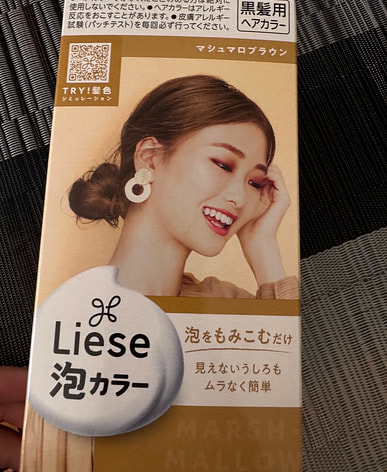 使用しないでください。●ヘアカラーはアレルギー
反応をおこすことがあります。●皮膚アレルギー
試験(パッチテスト)を毎回必ず行ってください。
黒髪用
ヘアカラー
マシュマロブラウン
TRY!髪色
シミュレーション
Liese
泡カラー
泡をもみこむだけ
見えないうしろも
ムラなく簡単
MARSH
MALLOW